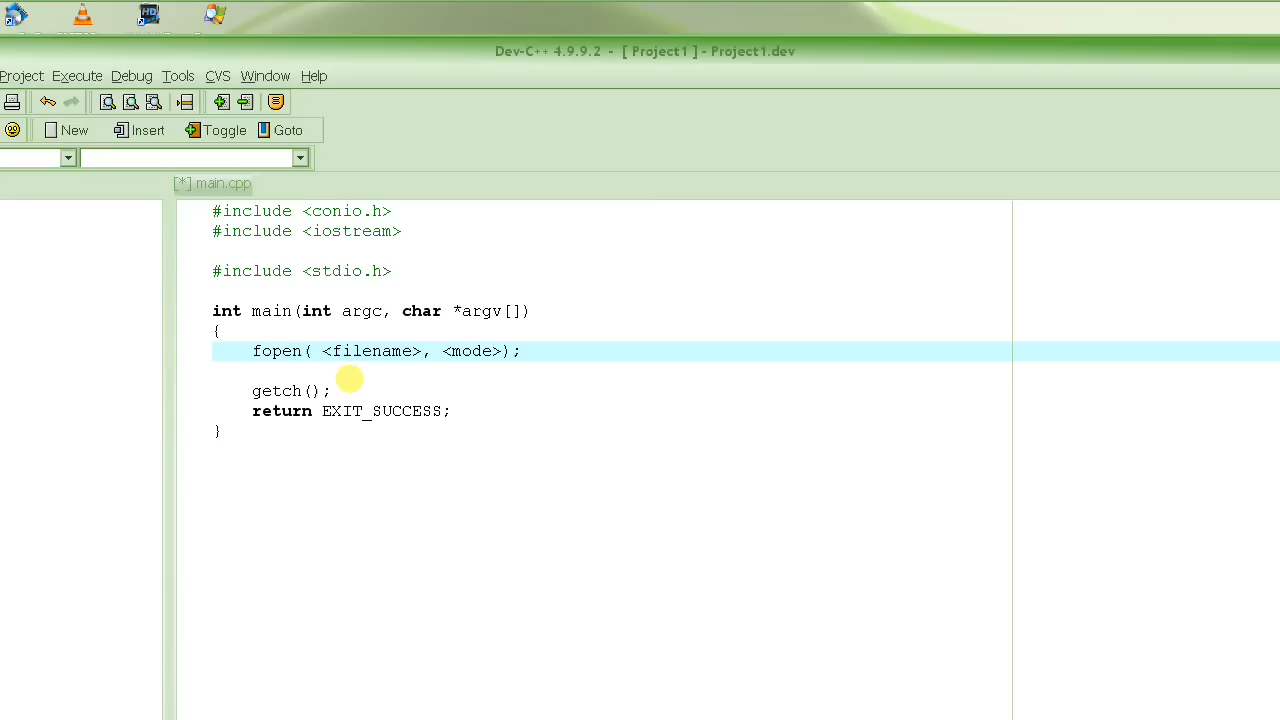 HD
Dev-C++ 4.9.9.2 - [ Project1 ] - Project1.dev
Project Execute Debug Tools CVS Window Help
New Insert Toggle Goto
[*] main.cpp
#include <conio.h>
#include <iostream>
#include <stdio.h>
int main(int argc, char *argv[])
{
fopen( <filename>, <mode>);
getch();
return EXIT_SUCCESS;
}